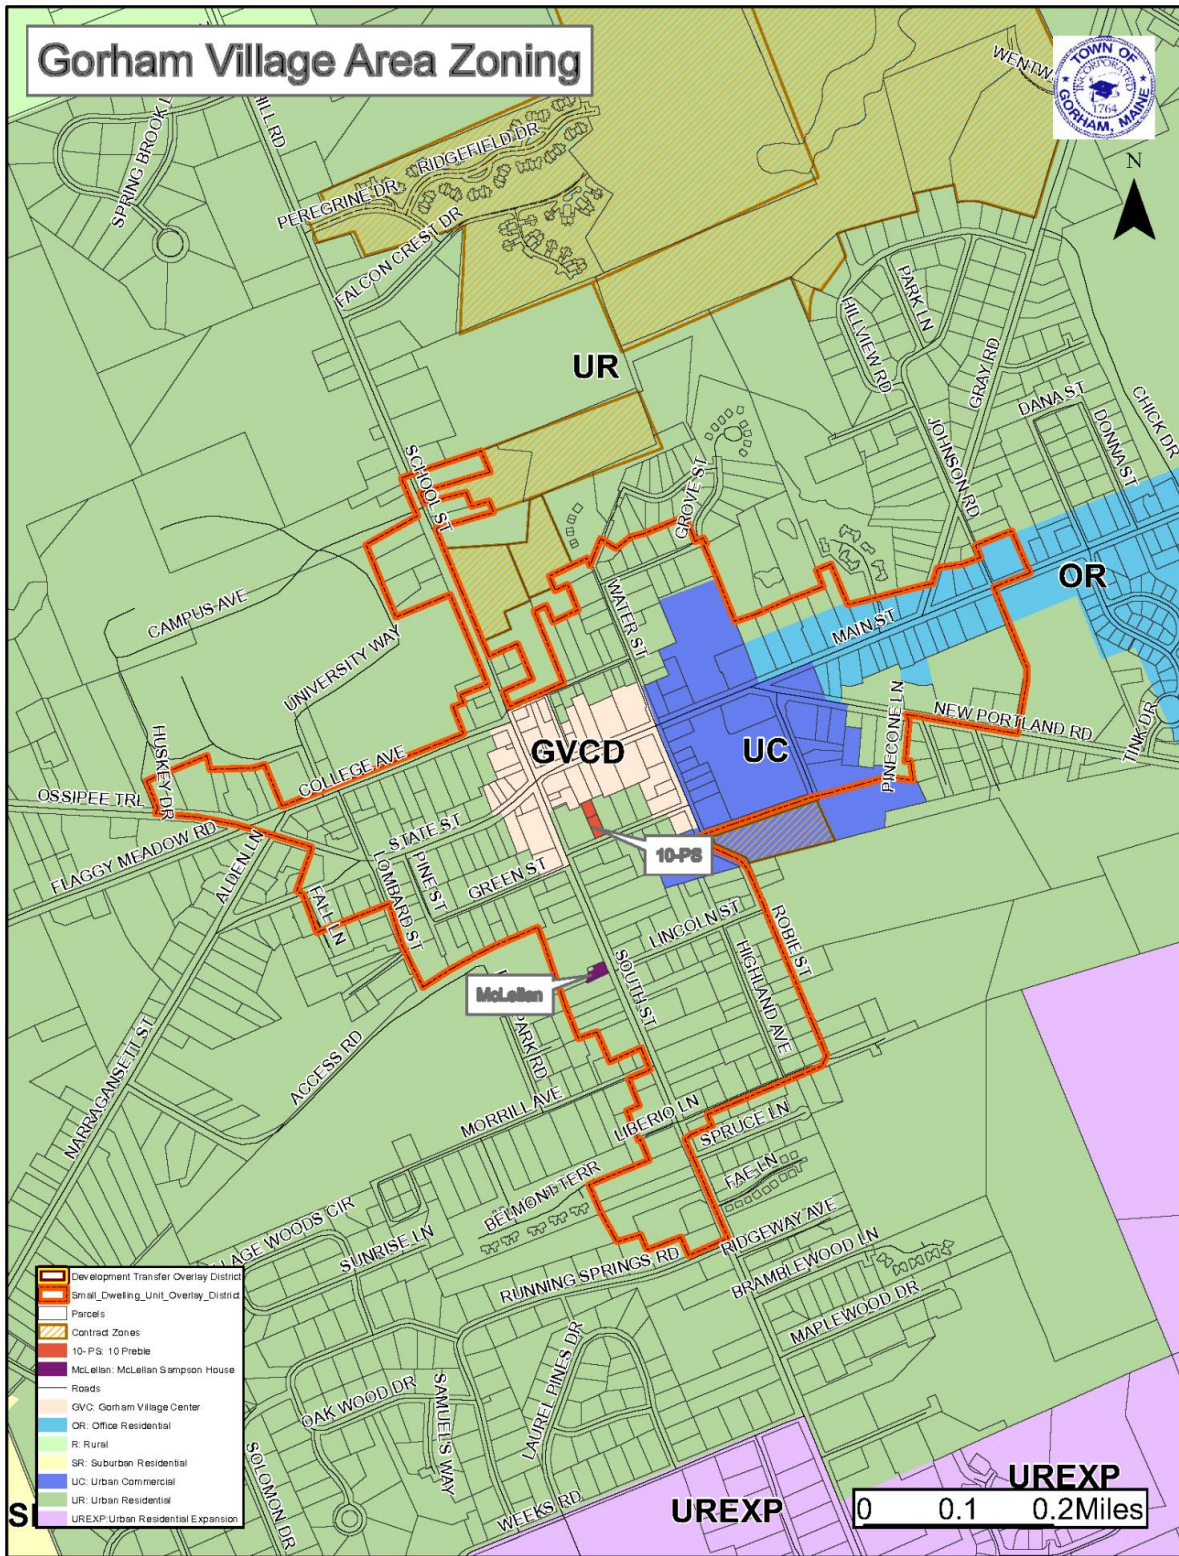 Gorham Village Area Zoning
TOWN OF
INCORPORATED
1764
GORHAM, MAINE
N
HILL RD
SPRING BROOK L
RIDGEFIELD DR
PEREGRINE DR
FALCON CREST DR
PARK LN
HILLVIEW RD
GRAY RD
UR
DANA ST
DONNA ST
CHICK DR
JOHNSON RD
SCHOOL ST
GROVE ST
OR
WATER ST
MAIN ST
CAMPUS AVE
UNIVERSITY WAY
HUSKEY DR
COLLEGE AVE
GVCD
UC
PINECONE LN
NEW PORTLAND RD
TINK DR
OSSIPEE TRL
FLAGGY MEADOW RD
ALDEN LN
STATE ST
PINE ST
LOMBARD ST
GREEN ST
10-PS
FALL LN
LINCOLN ST
ROBIE ST
HIGHLAND AVE
SOUTH ST
McLellan
PARK RD
ACCESS RD
NARRAGANSETT ST
MORRILL AVE
LIBERIO LN
SPRUCE LN
FAE LN
BELMONT TERR
RIDGEWAY AVE
BRAMBLEWOOD LN
MAPLEWOOD DR
LAGE WOODS CIR
SUNRISE LN
RUNNING SPRINGS RD
LAUREL PINES DR
SAMUEL'S WAY
OAK WOOD DR
SOLOMON DR
WEEKS RD
UREXP
UREXP
Development Transfer Overlay District
Small_Dwelling_Unit_Overlay_District
Parcels
Contract Zones
10- PS: 10 Preble
McLellan: McLellan Sampson House
Roads
GVC: Gorham Village Center
OR: Office Residential
R: Rural
SR: Suburban Residential
UC: Urban Commercial
UR: Urban Residential
UREXP:Urban Residential Expansion
0 0.1 0.2Miles